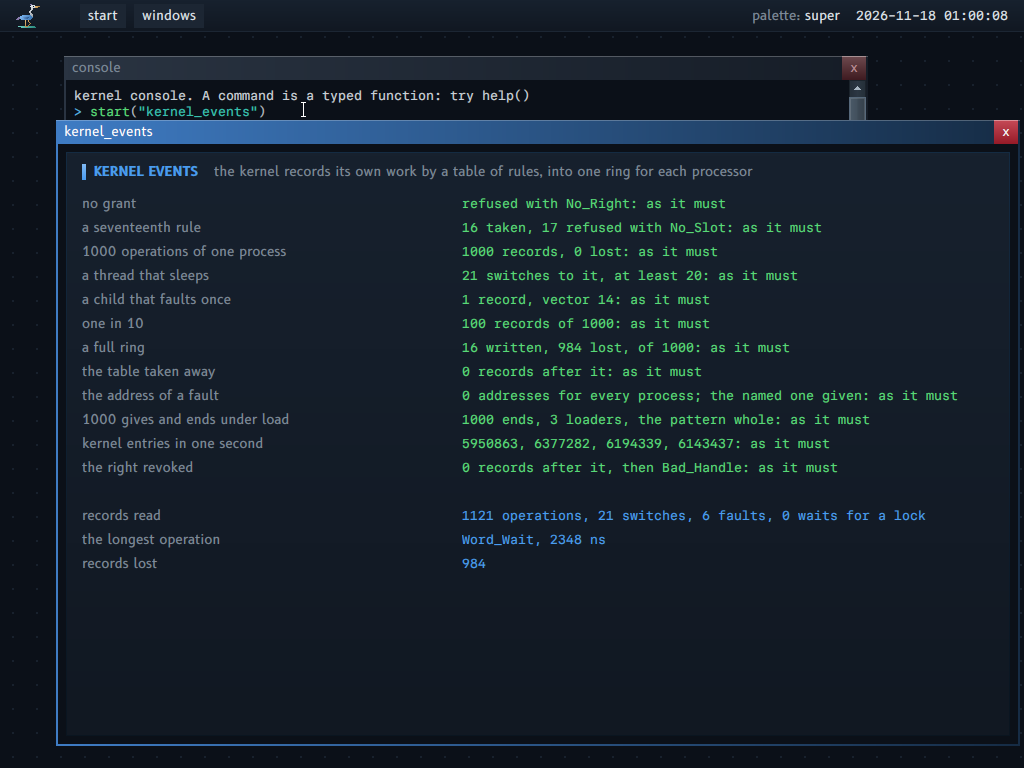 start windows palette: super 2026-11-18 01:00:08
console x
kernel console. A command is a typed function: try help()
> start("kernel_events")
kernel_events x
KERNEL EVENTS the kernel records its own work by a table of rules, into one ring for each processor
no grant refused with No_Right: as it must
a seventeenth rule 16 taken, 17 refused with No_Slot: as it must
1000 operations of one process 1000 records, 0 lost: as it must
a thread that sleeps 21 switches to it, at least 20: as it must
a child that faults once 1 record, vector 14: as it must
one in 10 100 records of 1000: as it must
a full ring 16 written, 984 lost, of 1000: as it must
the table taken away 0 records after it: as it must
the address of a fault 0 addresses for every process; the named one given: as it must
1000 gives and ends under load 1000 ends, 3 loaders, the pattern whole: as it must
kernel entries in one second 5950863, 6377282, 6194339, 6143437: as it must
the right revoked 0 records after it, then Bad_Handle: as it must
records read 1121 operations, 21 switches, 6 faults, 0 waits for a lock
the longest operation Word_Wait, 2348 ns
records lost 984